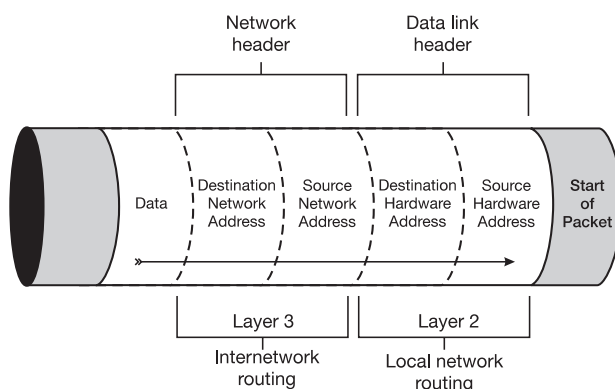 Network
header
Data link
header
Data
Destination
Network
Address
Source
Network
Address
Destination
Hardware
Address
Source
Hardware
Address
Start
of
Packet
Layer 3
Internetwork
routing
Layer 2
Local network
routing